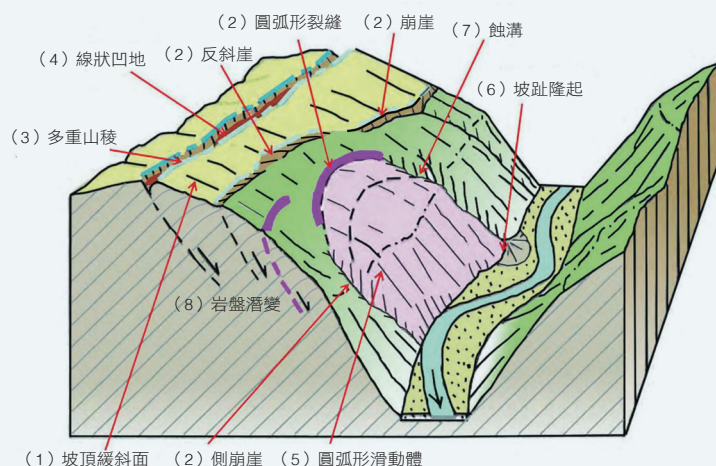 （2）圓弧形裂縫
（2）崩崖
（7）蝕溝
（4）線狀凹地
（2）反斜崖
（6）坡趾隆起
（3）多重山稜
（8）岩盤潛變
（1）坡頂緩斜面
（2）側崩崖
（5）圓弧形滑動體